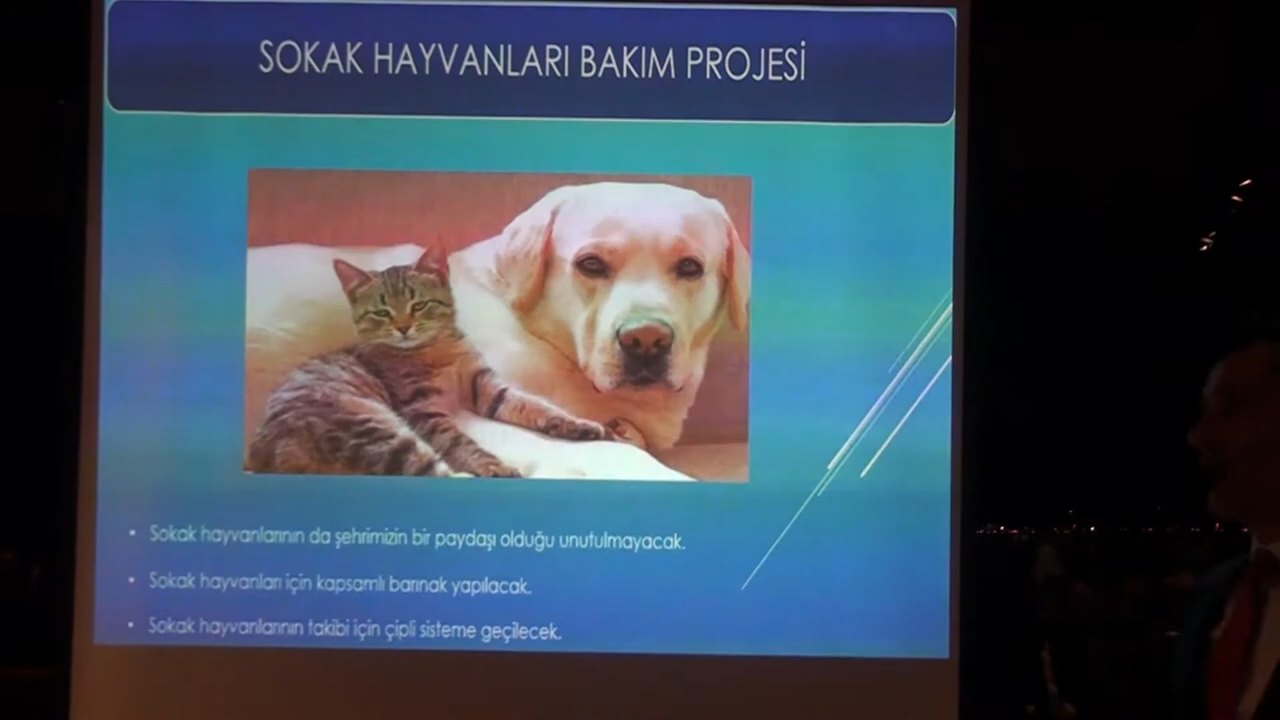 SOKAK HAYVANLARI BAKIM PROJESİ
• Sokak hayvanlarının da şehrimizin bir paydaşı olduğu unutulmayacak.
• Sokak hayvanları için kapsamlı barınak yapılacak.
• Sokak hayvanlarının takibi için çipli sisteme geçilecek.